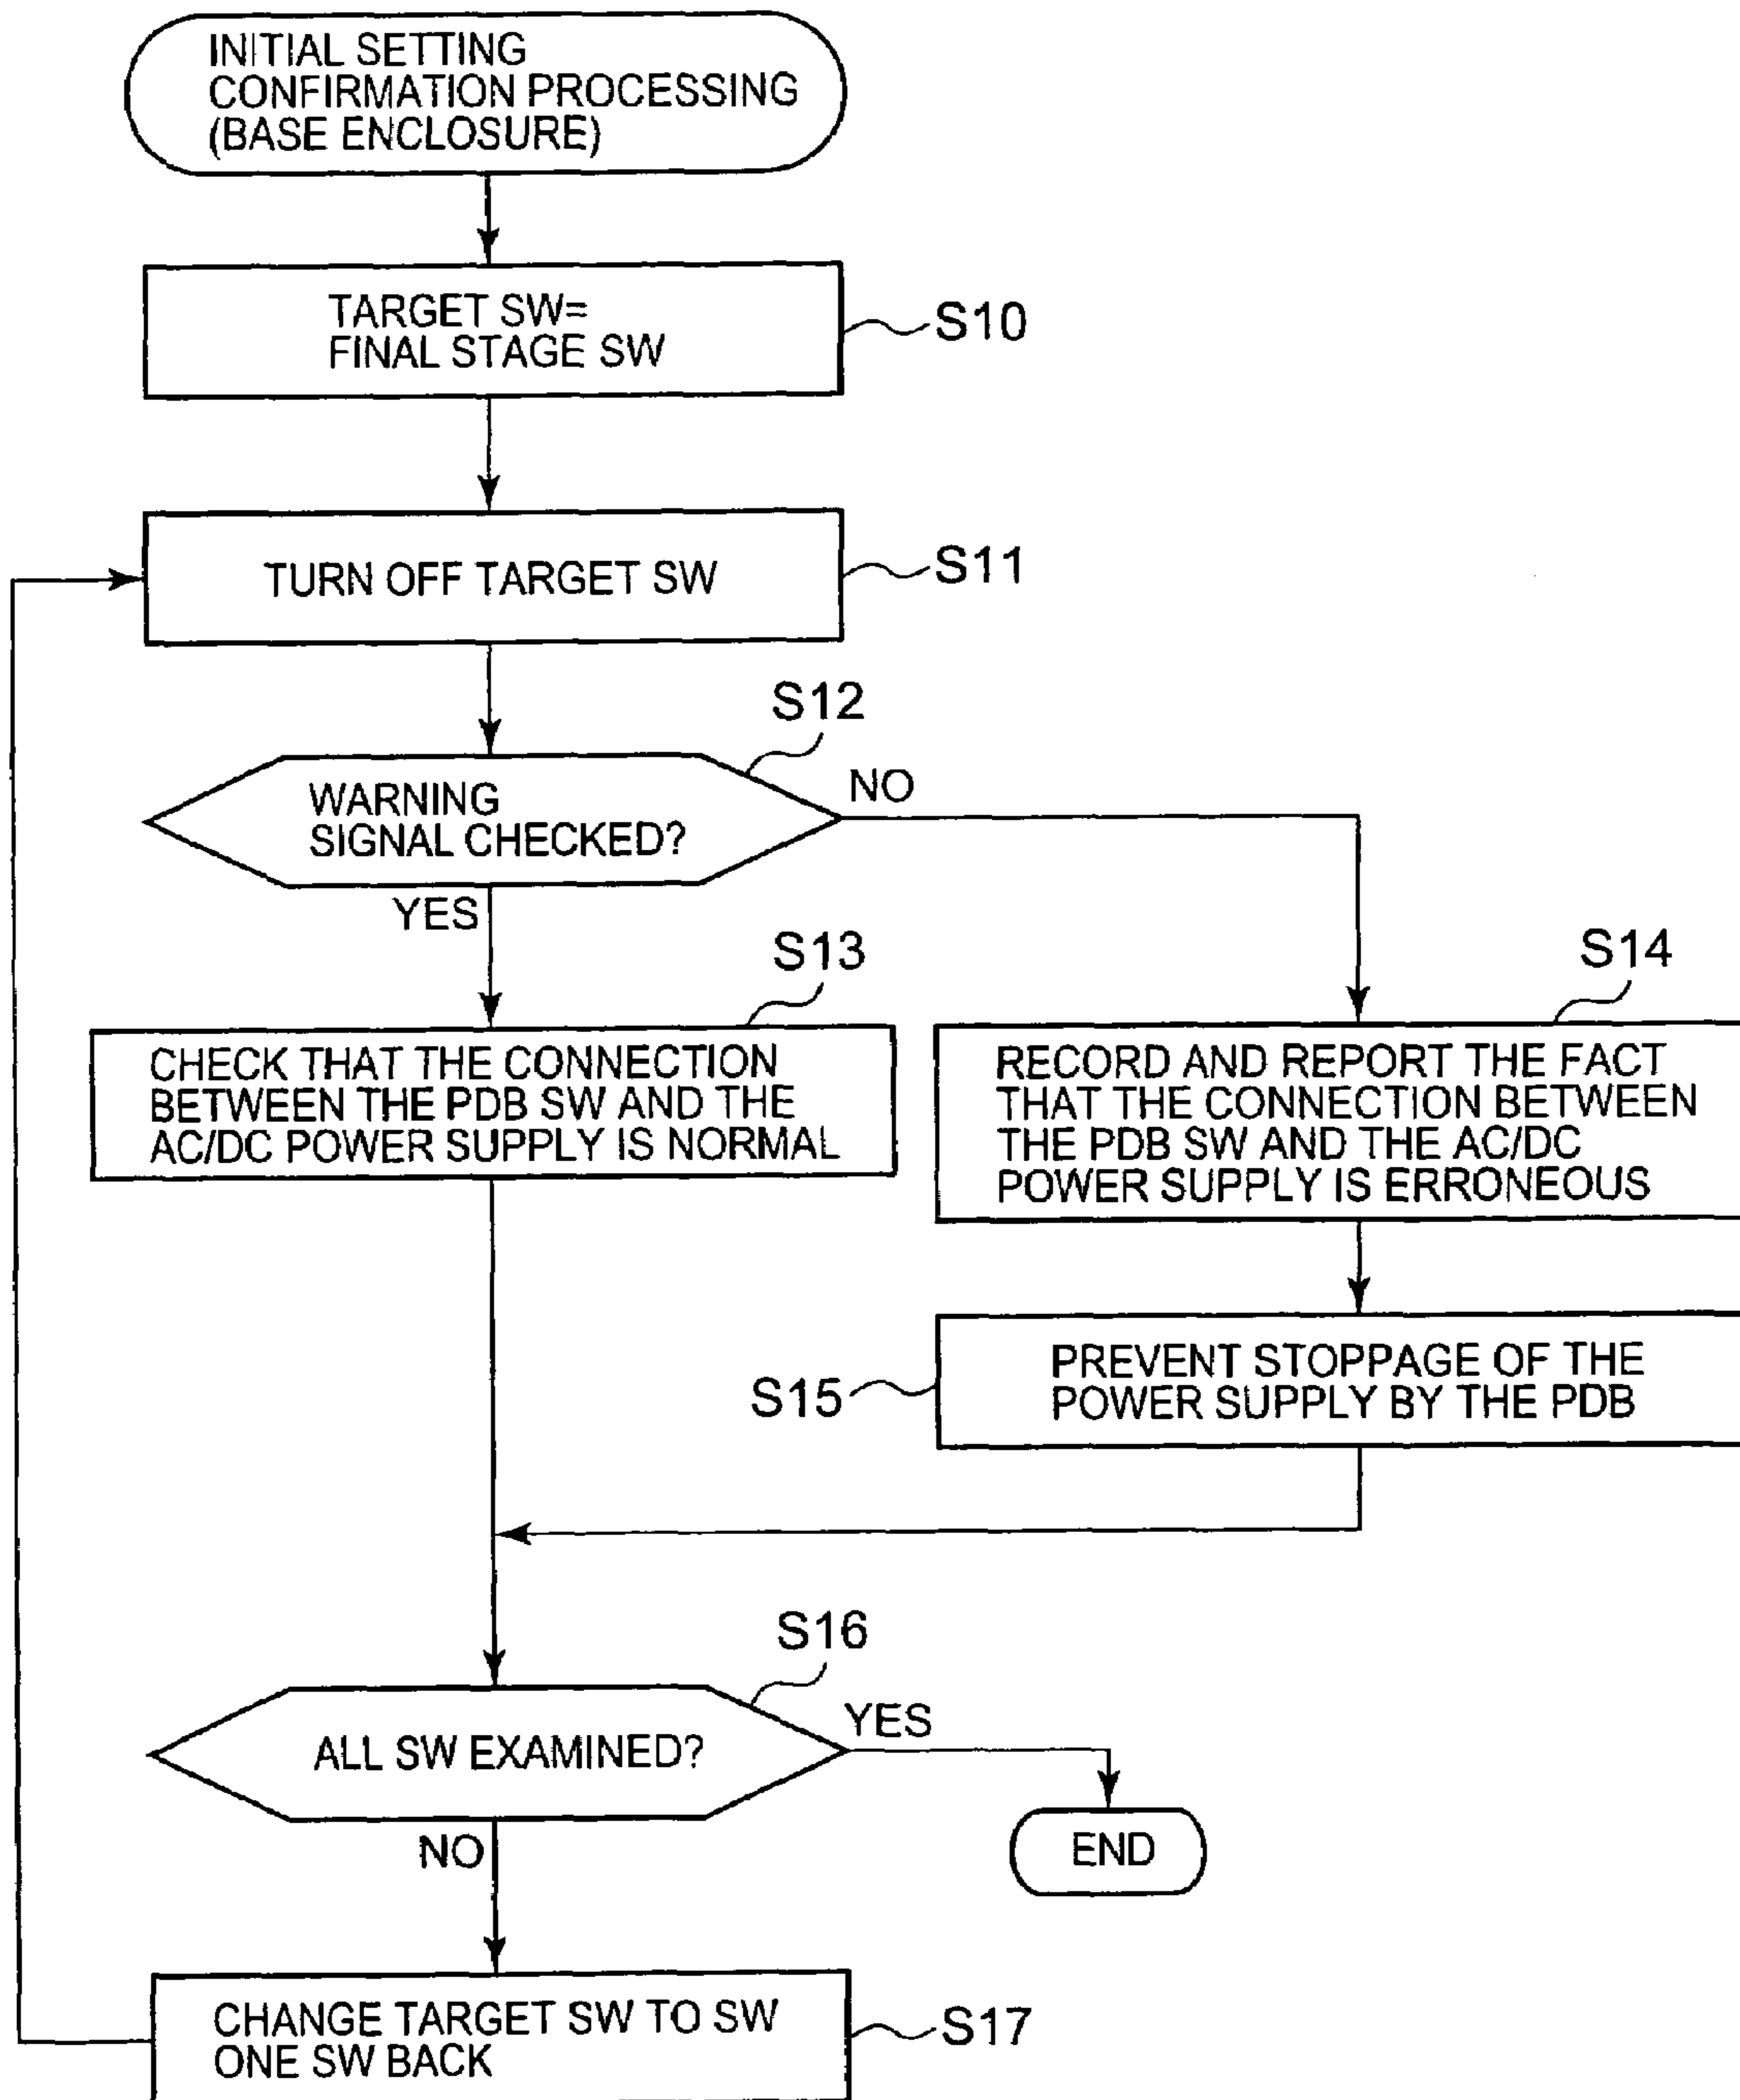 INITIAL SETTING
CONFIRMATION PROCESSING
(BASE ENCLOSURE)
TARGET SW=
FINAL STAGE SW
S10
TURN OFF TARGET SW
S11
S12
WARNING
SIGNAL CHECKED?
NO
YES
S13
CHECK THAT THE CONNECTION
BETWEEN THE PDB SW AND THE
AC/DC POWER SUPPLY IS NORMAL
S14
RECORD AND REPORT THE FACT
THAT THE CONNECTION BETWEEN
THE PDB SW AND THE AC/DC
POWER SUPPLY IS ERRONEOUS
S15
PREVENT STOPPAGE OF THE
POWER SUPPLY BY THE PDB
S16
ALL SW EXAMINED?
YES
END
NO
CHANGE TARGET SW TO SW
ONE SW BACK
S17